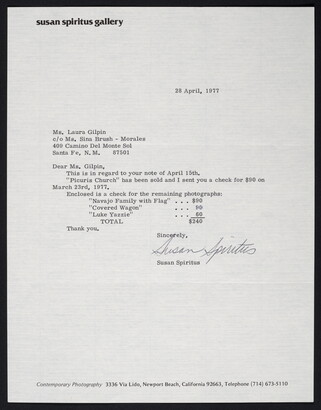 susan spiritus gallery
28 April, 1977
Ms. Laura Gilpin
c/o Ms. Sina Brush - Morales
400 Camino Del Monte Sol
Santa Fe, N.M. 87501
Dear Ms. Gilpin,
This is in regard to your note of April 15th.
"Picuris Church" has been sold and I sent you a check for $90 on
March 23rd, 1977.
Enclosed is a check for the remaining photographs:
"Navajo Family with Flag" . . . $90
"Covered Wagon" . . . 90
"Luke Yazzie" . . . 60
TOTAL $240
Thank you,
Sincerely,
Susan Spiritus
Susan Spiritus
Contemporary Photography 3336 Via Lido, Newport Beach, California 92663, Telephone (714) 673-5110